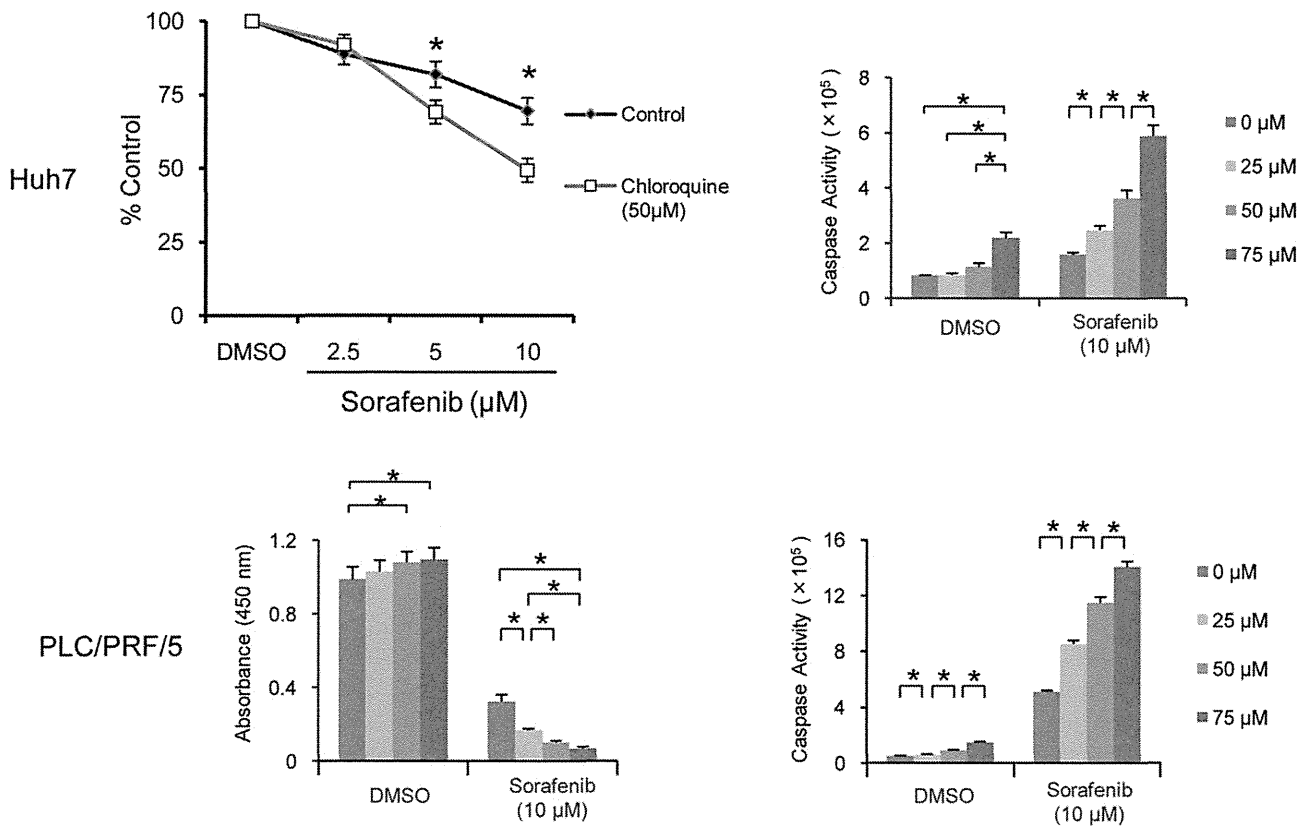 Huh7
% Control
100
75
50
25
0
*
*
Control
Chloroquine
(50µM)
DMSO
2.5
5
10
Sorafenib (µM)
Caspase Activity (×10⁵)
8
6
4
2
0
*
*
*
* * *
DMSO
Sorafenib
(10 µM)
0 µM
25 µM
50 µM
75 µM
PLC/PRF/5
Absorbance (450 nm)
1.2
0.8
0.4
0
*
*
*
*
* *
DMSO
Sorafenib
(10 µM)
Caspase Activity (×10⁵)
16
12
8
4
0
* * *
* * *
DMSO
Sorafenib
(10 µM)
0 µM
25 µM
50 µM
75 µM